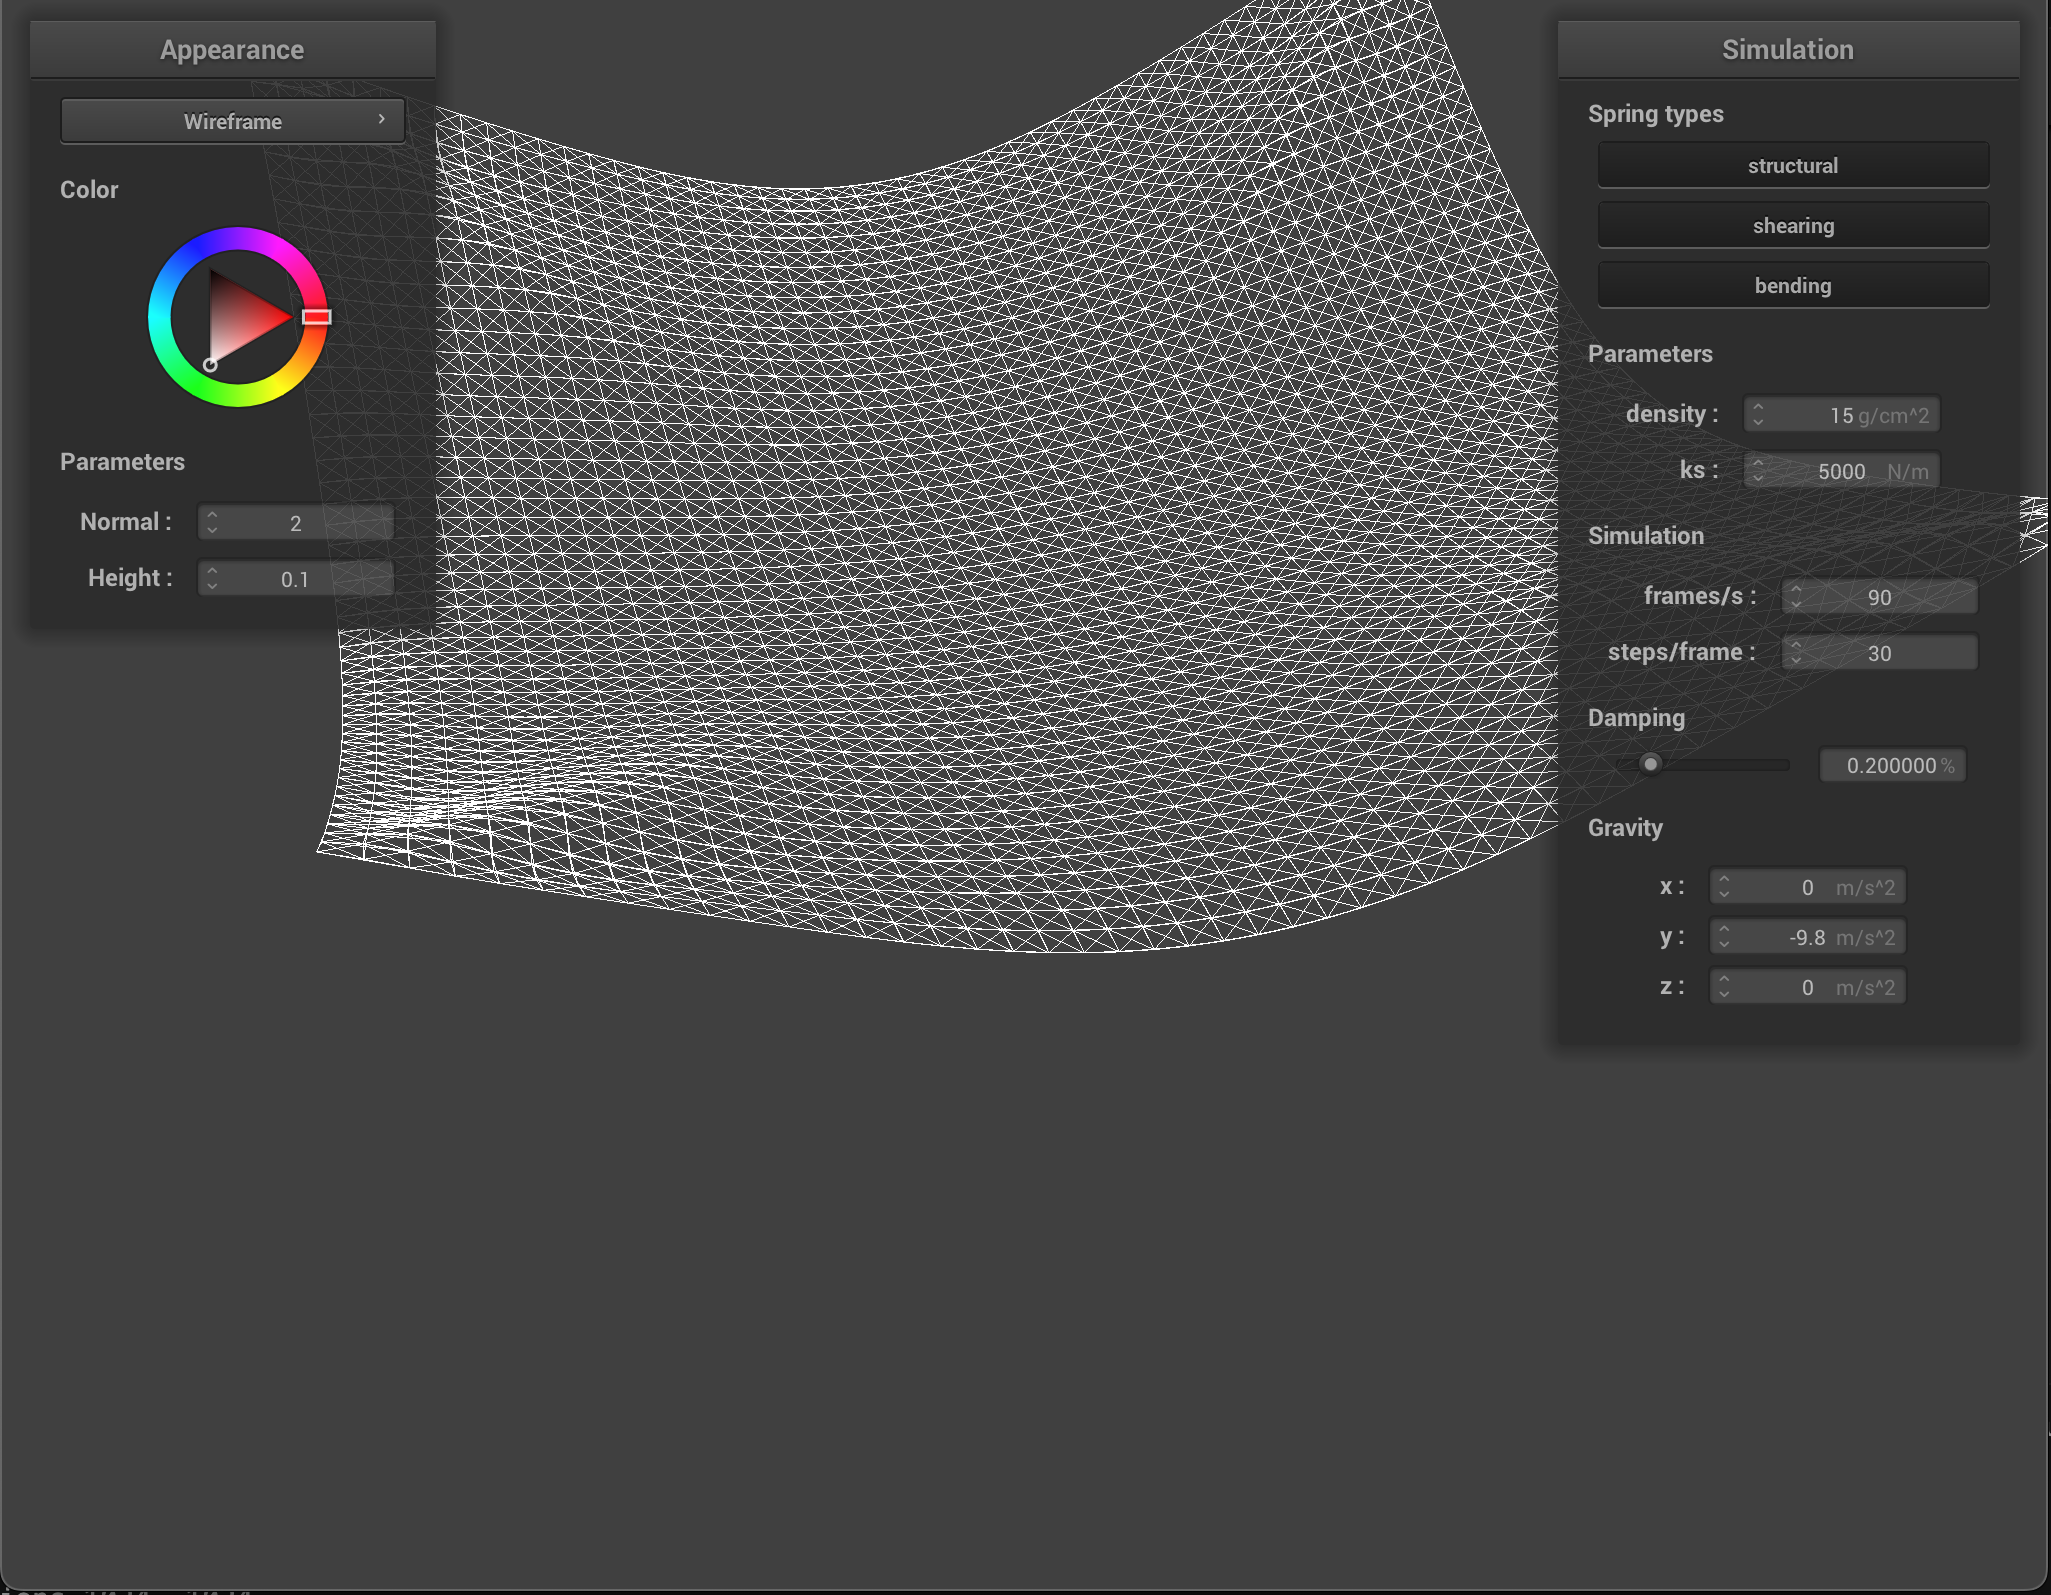 Appearance
Wireframe
Color
Parameters
Normal : 2
Height : 0.1
Simulation
Spring types
structural
shearing
bending
Parameters
density : 15 g/cm^2
ks : 5000 N/m
Simulation
frames/s : 90
steps/frame : 30
Damping
0.200000 %
Gravity
x : 0 m/s^2
y : -9.8 m/s^2
z : 0 m/s^2